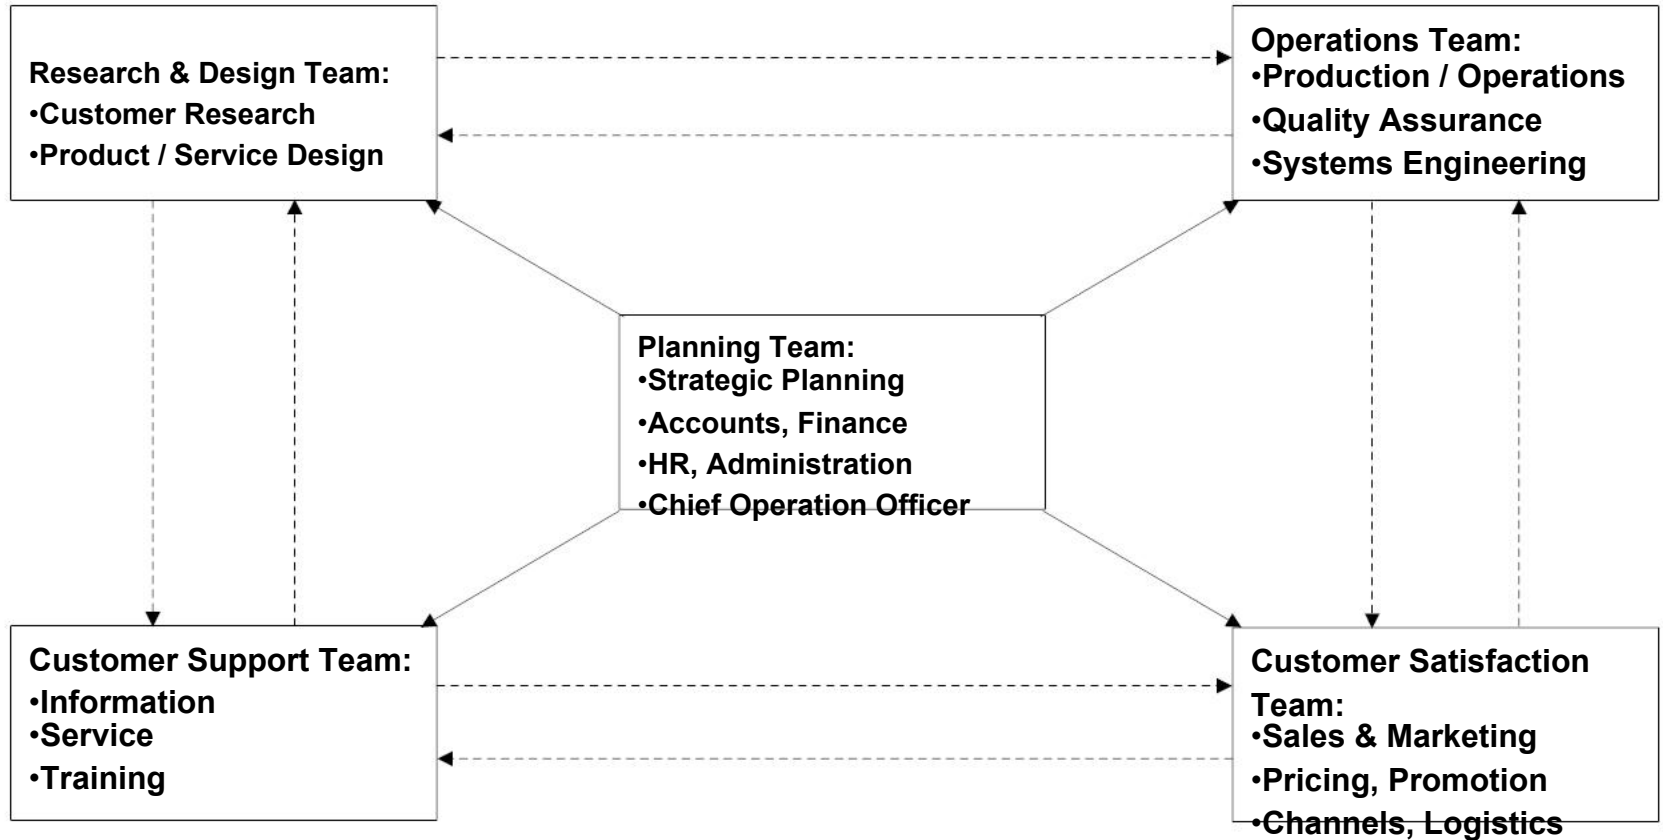 Research & Design Team:
•Customer Research
•Product / Service Design
Operations Team:
•Production / Operations
•Quality Assurance
•Systems Engineering
Planning Team:
•Strategic Planning
•Accounts, Finance
•HR, Administration
•Chief Operation Officer
Customer Support Team:
•Information
•Service
•Training
Customer Satisfaction
Team:
•Sales & Marketing
•Pricing, Promotion
•Channels, Logistics